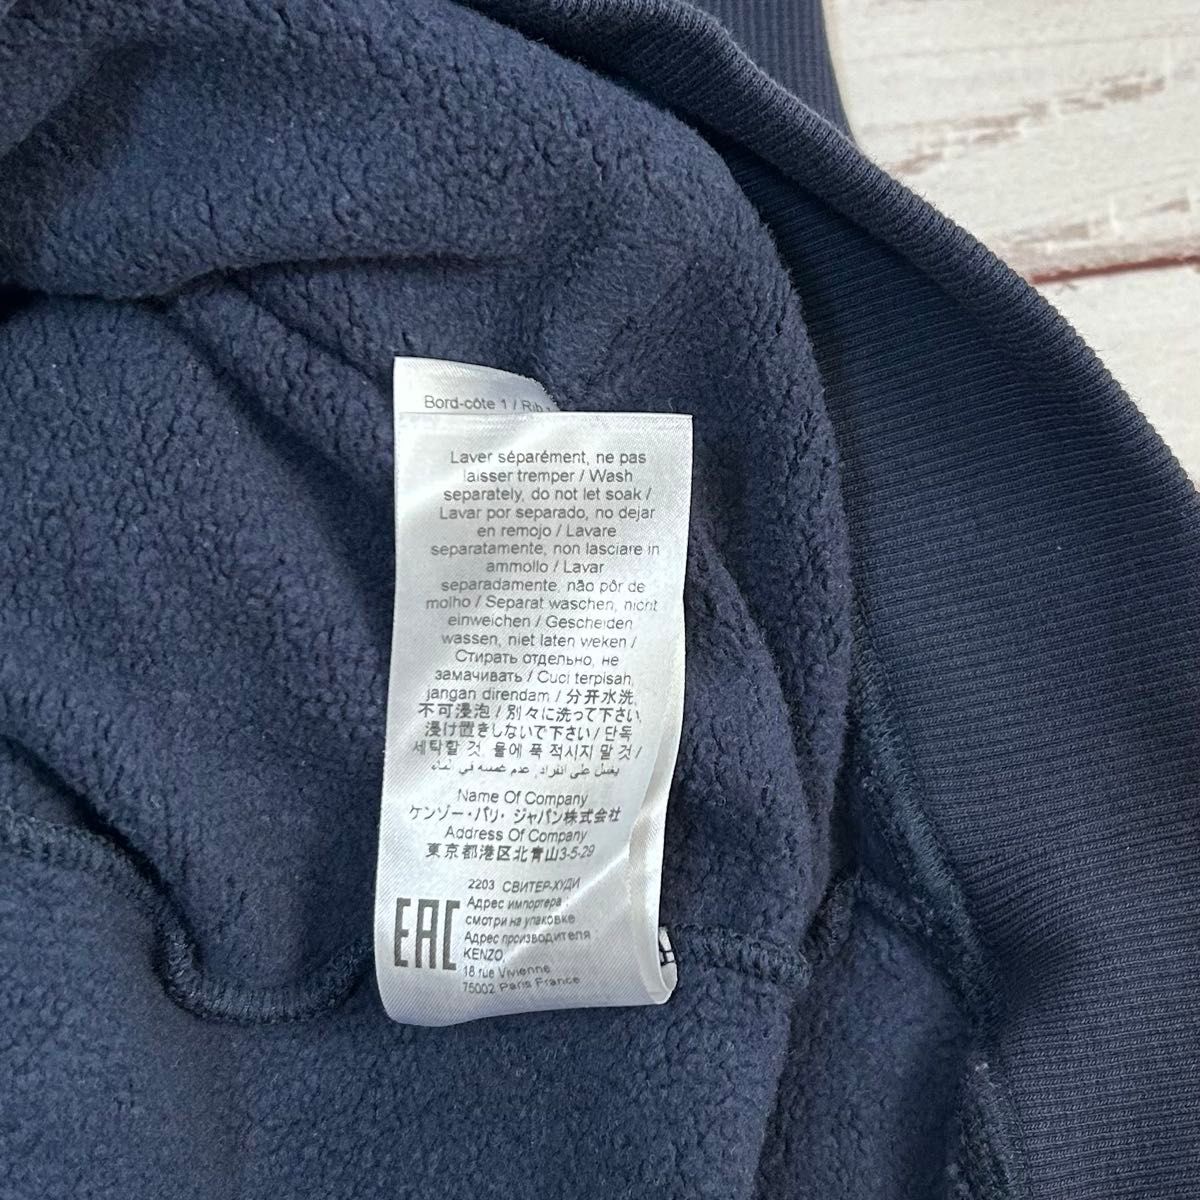 Bord-côte 1 / Rib
Laver séparément, ne pas
laisser tremper / Wash
separately, do not let soak /
Lavar por separado, no dejar
en remojo / Lavare
separatamente, non lasciare in
ammollo / Lavar
separadamente, não pôr de
molho / Separat waschen, nicht
einweichen / Gescheiden
wassen, niet laten weken /
Стирать отдельно, не
замачивать / Cuci terpisah,
jangan direndam / 分开水洗,
不可浸泡 / 別々に洗って下さい,
浸け置きしないで下さい / 단독
세탁할 것, 물에 푹 적시지 말 것 /
يغسل على انفراد, عدم غمسه في الماء
Name Of Company
ケンゾー・パリ・ジャパン株式会社
Address Of Company
東京都港区北青山3-5-29
2203 СВИТЕР-ХУДИ
Адрес импортера :
смотри на упаковке
Адрес производителя
KENZO,
18 rue Vivienne
75002 Paris France
EAC